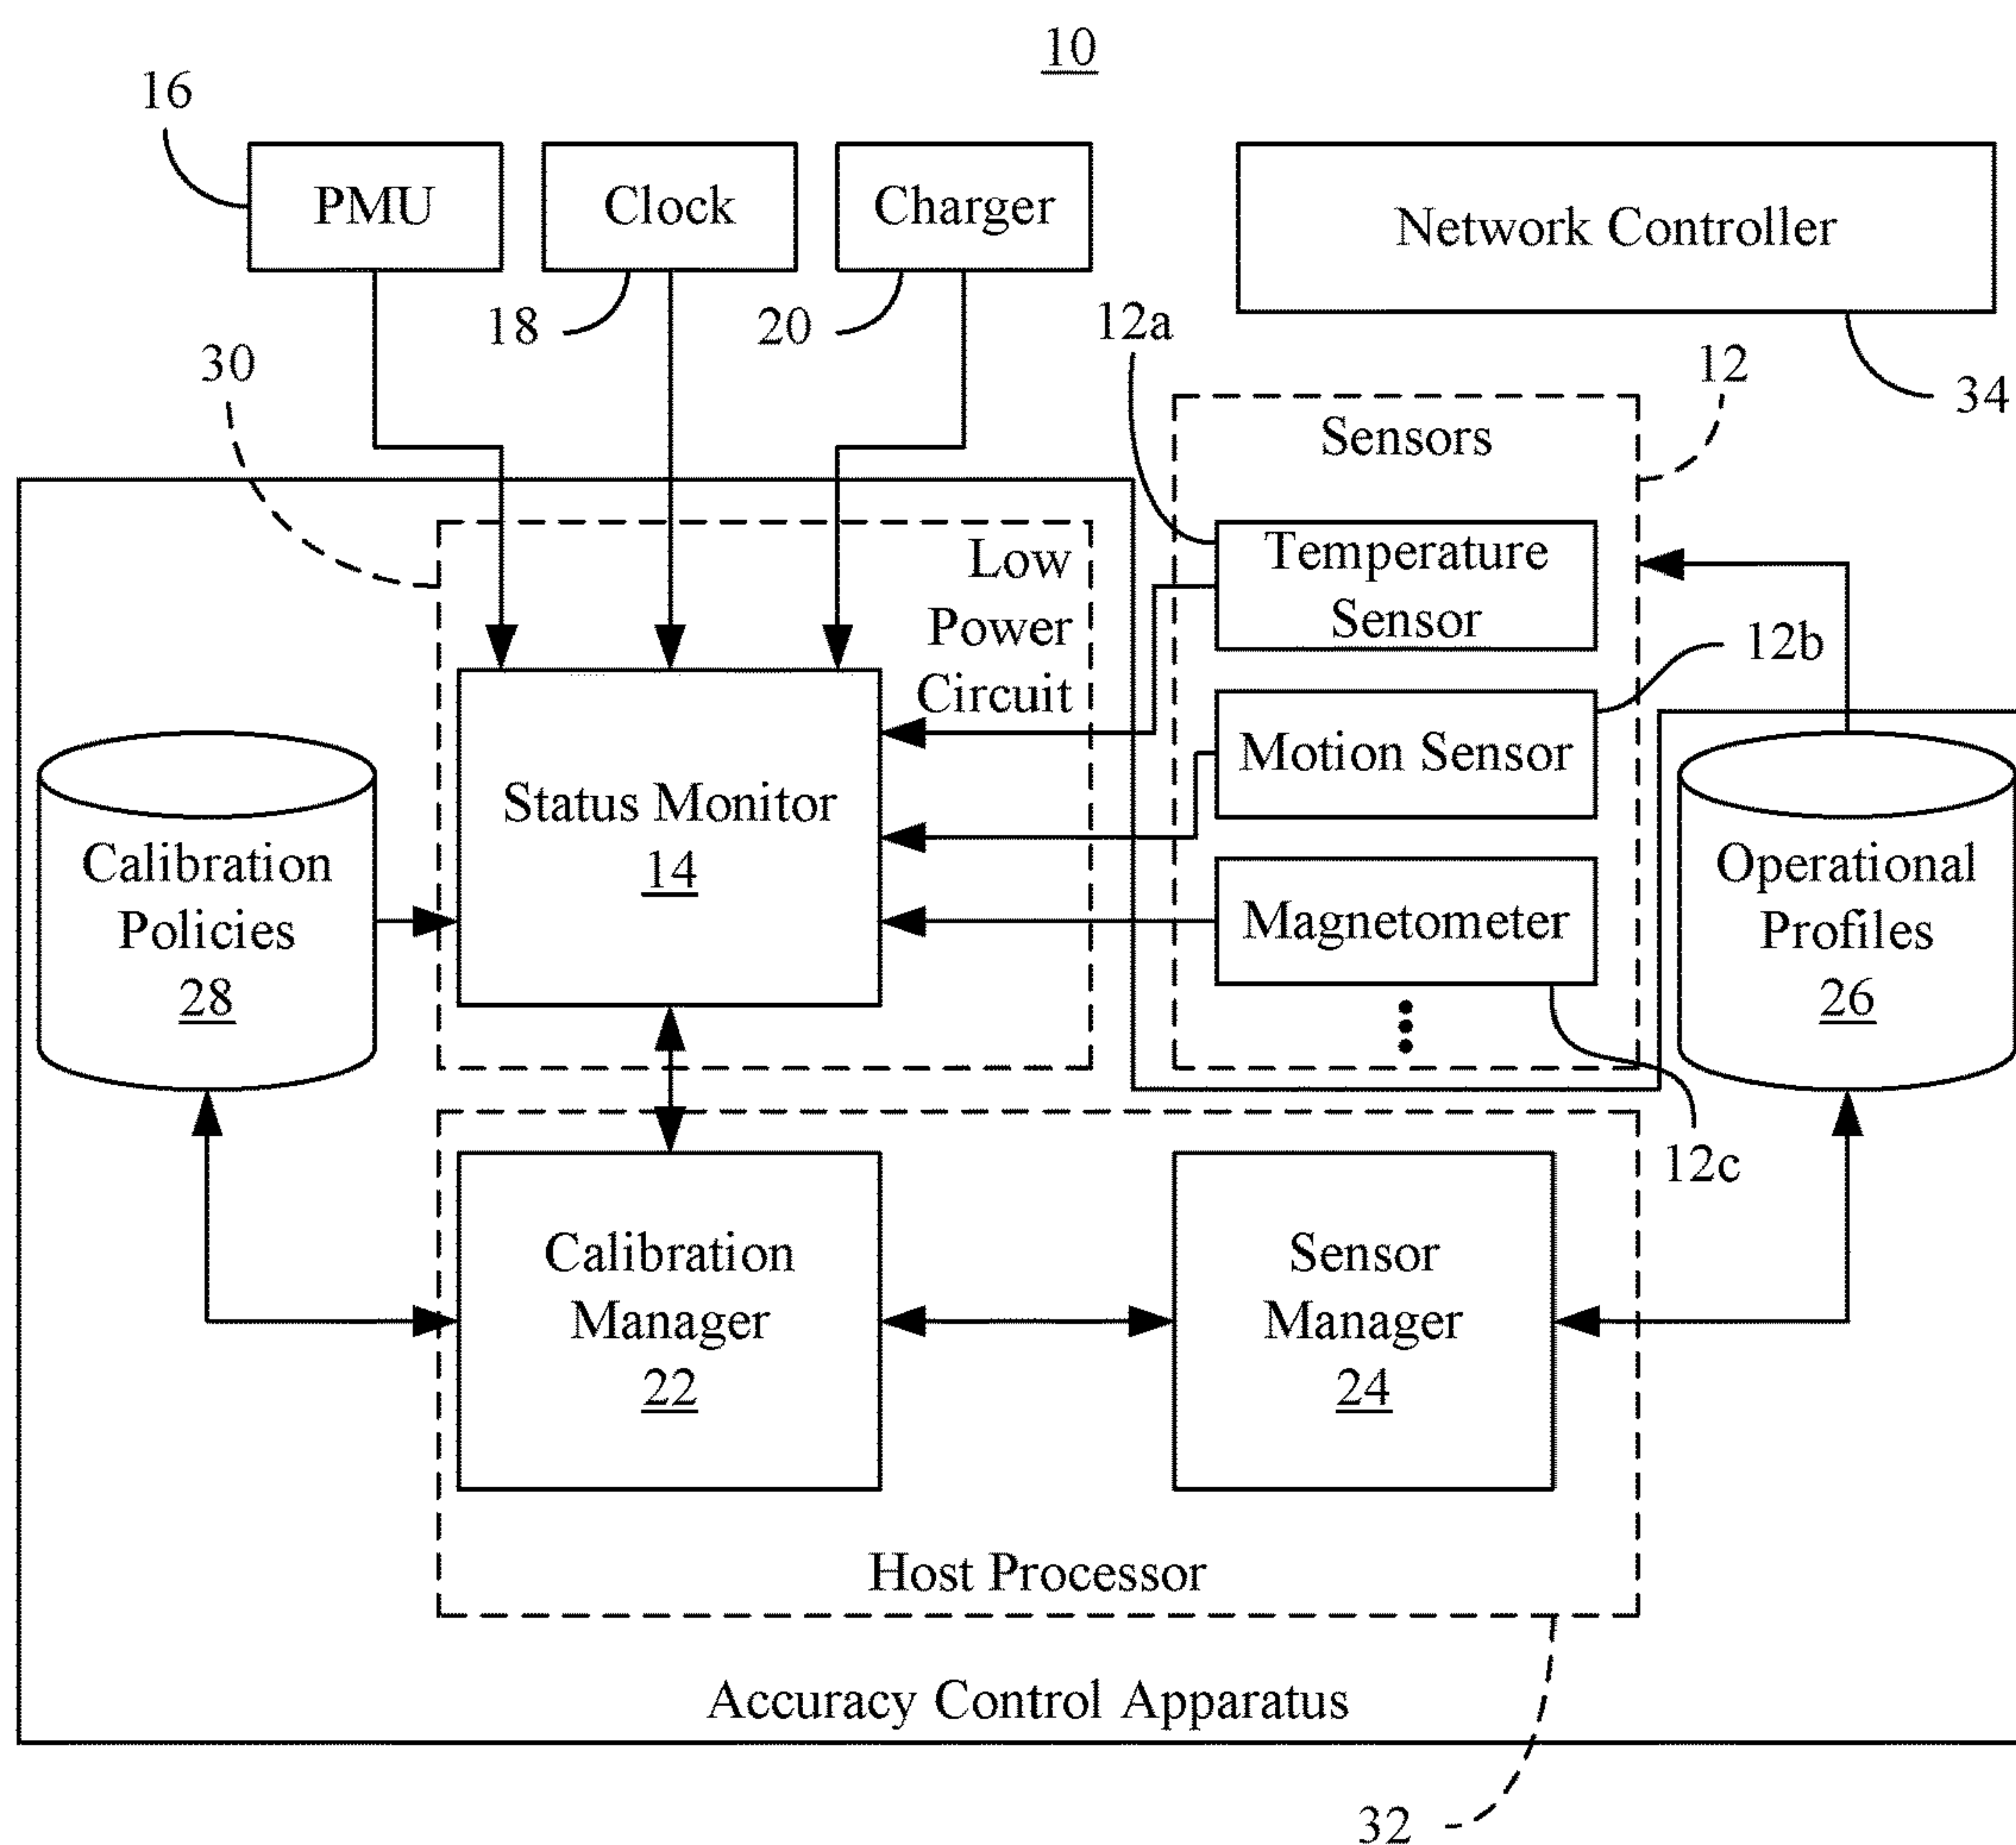 10
16
PMU
Clock
Charger
Network Controller
18
20
12a
30
12
34
Sensors
Low
Power
Circuit
Temperature
Sensor
12b
Motion Sensor
Status Monitor
14
Calibration
Policies
28
Magnetometer
Operational
Profiles
26
12c
Calibration
Manager
22
Sensor
Manager
24
Host Processor
Accuracy Control Apparatus
32